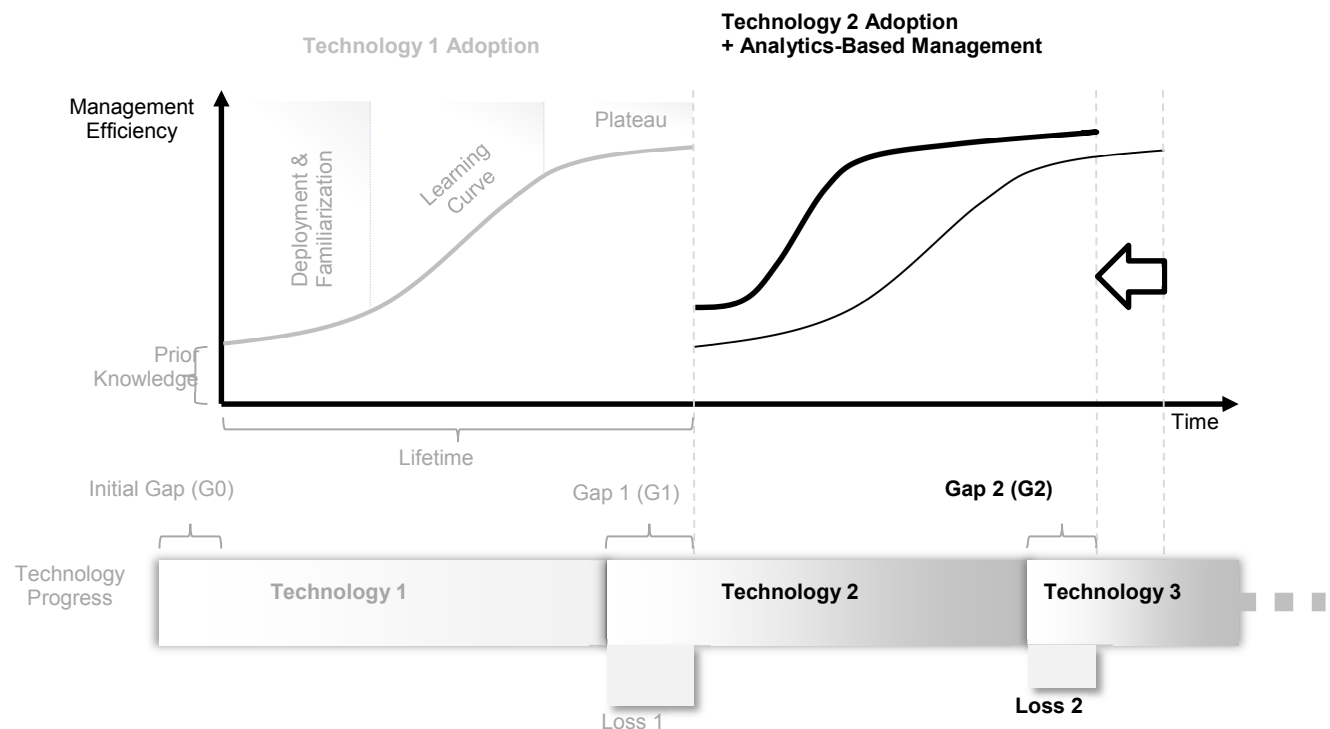 Technology 1 Adoption
Technology 2 Adoption
+ Analytics-Based Management
Management
Efficiency
Deployment &
Familiarization
Learning
Curve
Plateau
Prior
Knowledge
Time
Lifetime
Initial Gap (G0)
Gap 1 (G1)
Gap 2 (G2)
Technology
Progress
Technology 1
Technology 2
Technology 3
Loss 1
Loss 2